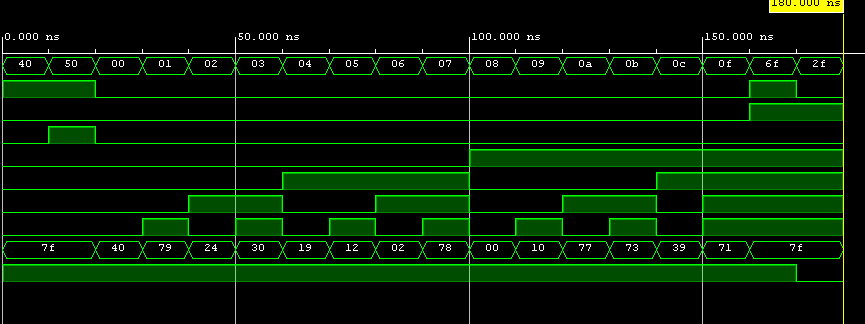 180.000 ns
0.000 ns 50.000 ns 100.000 ns 150.000 ns
40 50 00 01 02 03 04 05 06 07 08 09 0a 0b 0c 0f 6f 2f
7f 40 79 24 30 19 12 02 78 00 10 77 73 39 71 7f